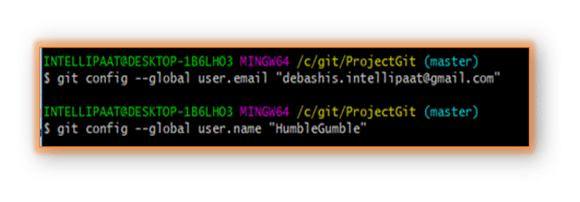 INTELLIPAAT@DESKTOP-1B6LHO3 MINGW64 /c/git/ProjectGit (master)
$ git config --global user.email "debashis.intellipaat@gmail.com"
INTELLIPAAT@DESKTOP-1B6LHO3 MINGW64 /c/git/ProjectGit (master)
$ git config --global user.name "HumbleGumble"